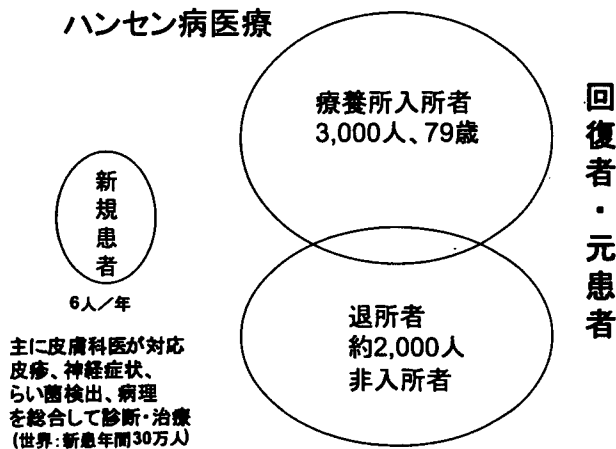 ハンセン病医療
療養所入所者
3,000人、79歳
回復者・元患者
新規患者
6人／年
退所者
約2,000人
非入所者
主に皮膚科医が対応
皮疹、神経症状、
らい菌検出、病理
を総合して診断・治療
(世界:新患年間30万人)